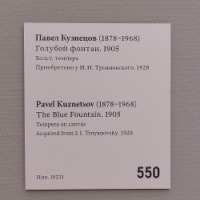 Павел Кузнецов (1878–1968)
Голубой фонтан. 1905
Холст, темпера
Приобретено у И.И. Трояновского. 1928
Pavel Kuznetsov (1878–1968)
The Blue Fountain. 1905
Tempera on canvas
Acquired from I.I. Troyanovsky. 1928
550